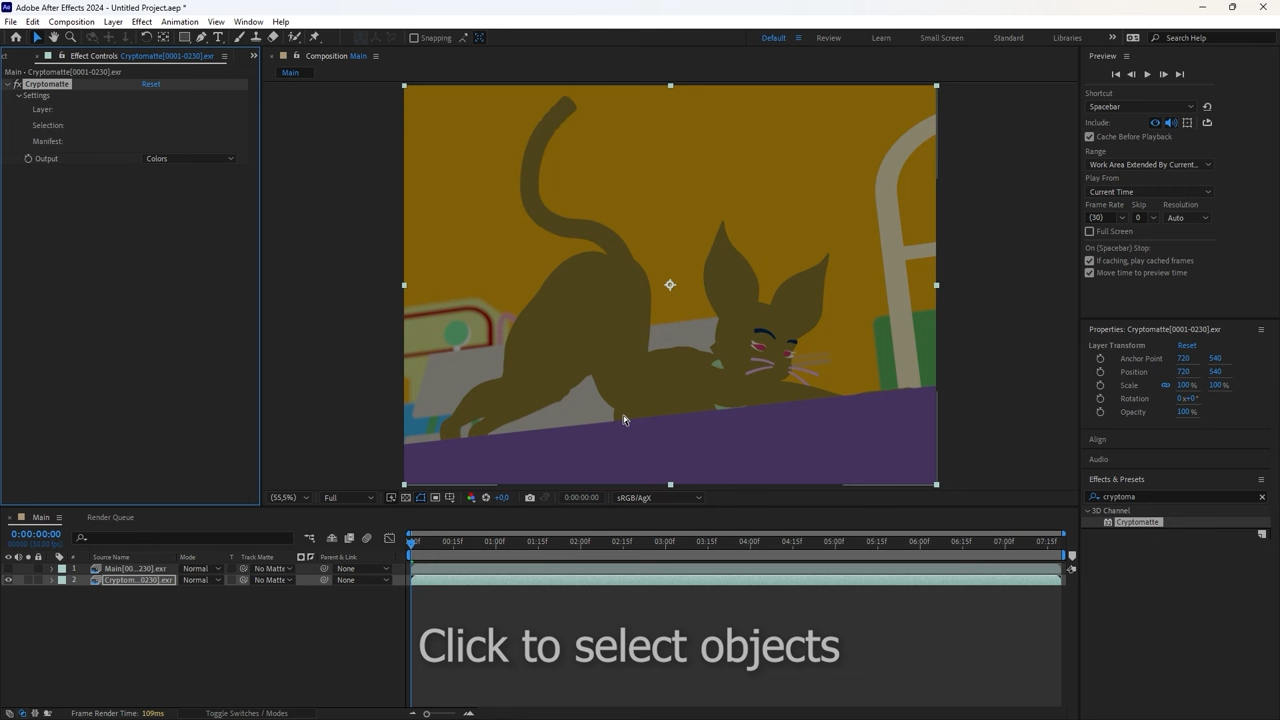 Adobe After Effects 2024 - Untitled Project.aep *
File Edit Composition Layer Effect Animation View Window Help
Snapping
Default Review Learn Small Screen Standard Libraries
Search Help
Effect Controls Cryptomatte[0001-0230].exr
Main • Cryptomatte[0001-0230].exr
Cryptomatte Reset
Settings
Layer:
Selection:
Manifest:
Output Colors
Composition Main
Main
(55,5%) Full +0,0 0:00:00:00 sRGB/AgX
Preview
Shortcut
Spacebar
Include:
Cache Before Playback
Range
Work Area Extended By Current...
Play From
Current Time
Frame Rate Skip Resolution
(30) 0 Auto
Full Screen
On (Spacebar) Stop:
If caching, play cached frames
Move time to preview time
Properties: Cryptomatte[0001-0230].exr
Layer Transform Reset
Anchor Point 720 540
Position 720 540
Scale 100 % 100 %
Rotation 0x+0°
Opacity 100 %
Align
Audio
Effects & Presets
cryptoma
3D Channel
Cryptomatte
Main Render Queue
0:00:00:00
# Source Name Mode T Track Matte Parent & Link
1 Main[00...230].exr Normal No Matte None
2 Cryptom...0230].exr Normal No Matte None
00:15f 01:00f 01:15f 02:00f 02:15f 03:00f 03:15f 04:00f 04:15f 05:00f 05:15f 06:00f 06:15f 07:00f 07:15f
Click to select objects
Frame Render Time: 109ms Toggle Switches / Modes